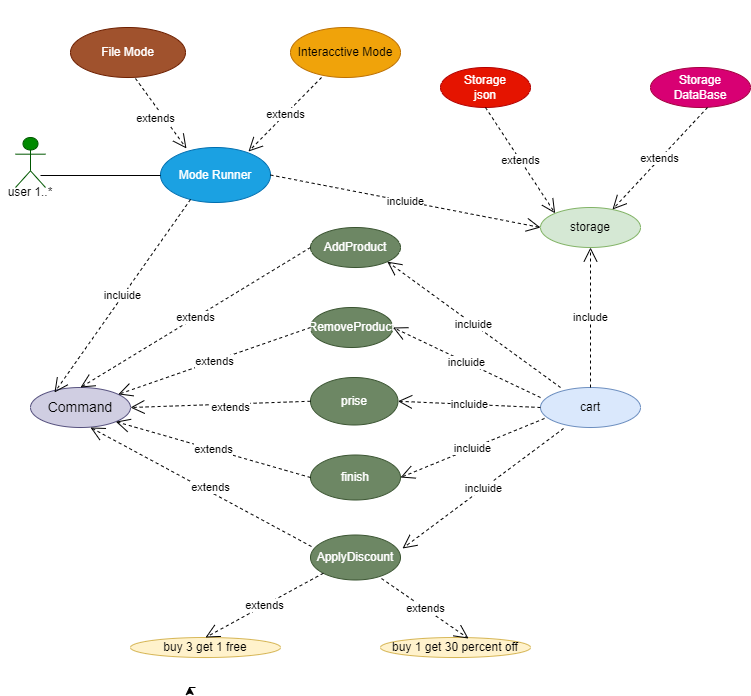 File Mode
Interacctive Mode
Storage
json
Storage
DataBase
extends
extends
extends
extends
user 1..*
Mode Runner
incluide
storage
AddProduct
incluide
extends
include
incluide
RemoveProduct
extends
incluide
Command
extends
prise
incluide
cart
extends
finish
incluide
extends
incluide
ApplyDiscount
extends
extends
buy 3 get 1 free
buy 1 get 30 percent off